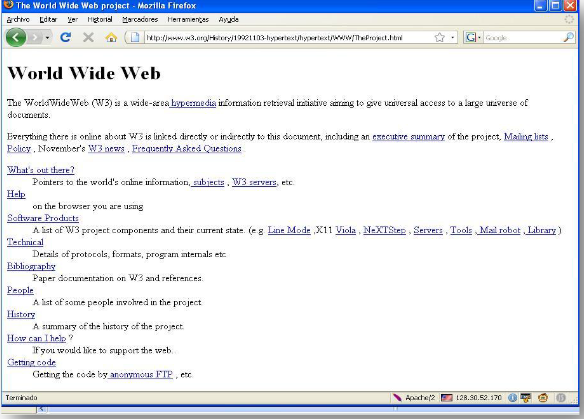 The World Wide Web project - Mozilla Firefox
Archivo Editar Ver Historial Marcadores Herramientas Ayuda
http://www.w3.org/History/19921103-hypertext/hypertext/WWW/TheProject.html
Google
World Wide Web
The WorldWideWeb (W3) is a wide-area hypermedia information retrieval initiative aiming to give universal access to a large universe of
documents.
Everything there is online about W3 is linked directly or indirectly to this document, including an executive summary of the project, Mailing lists ,
Policy , November's W3 news , Frequently Asked Questions .
What's out there?
Pointers to the world's online information, subjects , W3 servers, etc.
Help
on the browser you are using
Software Products
A list of W3 project components and their current state. (e.g. Line Mode ,X11 Viola , NeXTStep , Servers , Tools , Mail robot , Library )
Technical
Details of protocols, formats, program internals etc
Bibliography
Paper documentation on W3 and references.
People
A list of some people involved in the project.
History
A summary of the history of the project.
How can I help ?
If you would like to support the web..
Getting code
Getting the code by anonymous FTP , etc.
Terminado
Apache/2 128.30.52.170